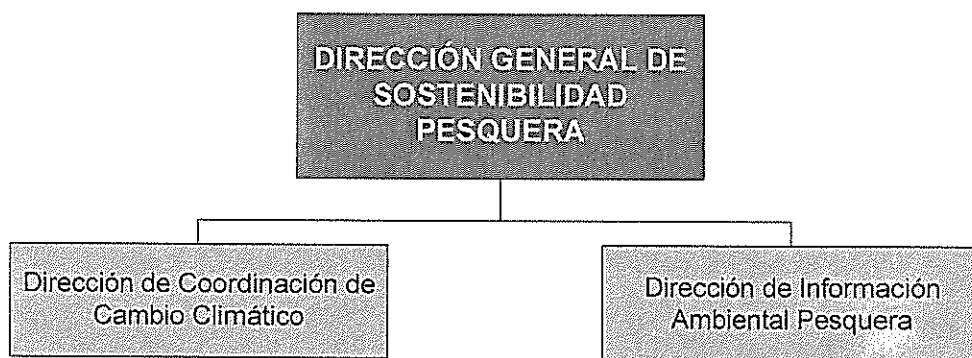 DIRECCIÓN GENERAL DE
SOSTENIBILIDAD
PESQUERA
Dirección de Coordinación de
Cambio Climático
Dirección de Información
Ambiental Pesquera